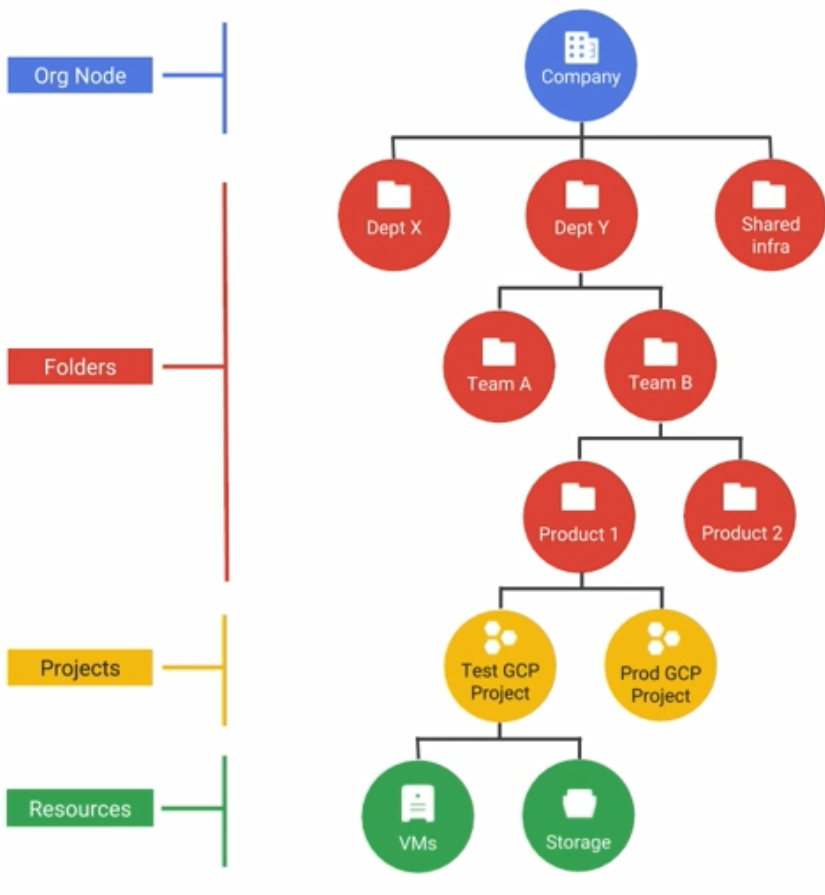 Org Node
Company
Dept X
Dept Y
Shared
infra
Folders
Team A
Team B
Product 1
Product 2
Projects
Test GCP
Project
Prod GCP
Project
Resources
VMs
Storage